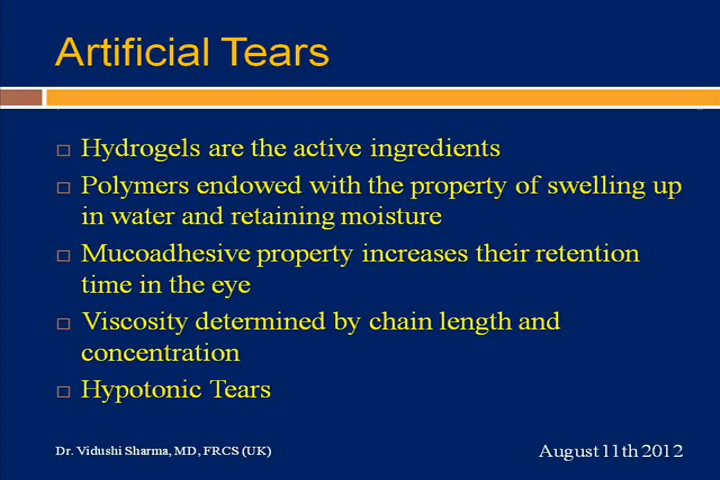 Artificial Tears
Hydrogels are the active ingredients
Polymers endowed with the property of swelling up
in water and retaining moisture
Mucoadhesive property increases their retention
time in the eye
Viscosity determined by chain length and
concentration
Hypotonic Tears
Dr. Vidushi Sharma, MD, FRCS (UK)
August 11th 2012